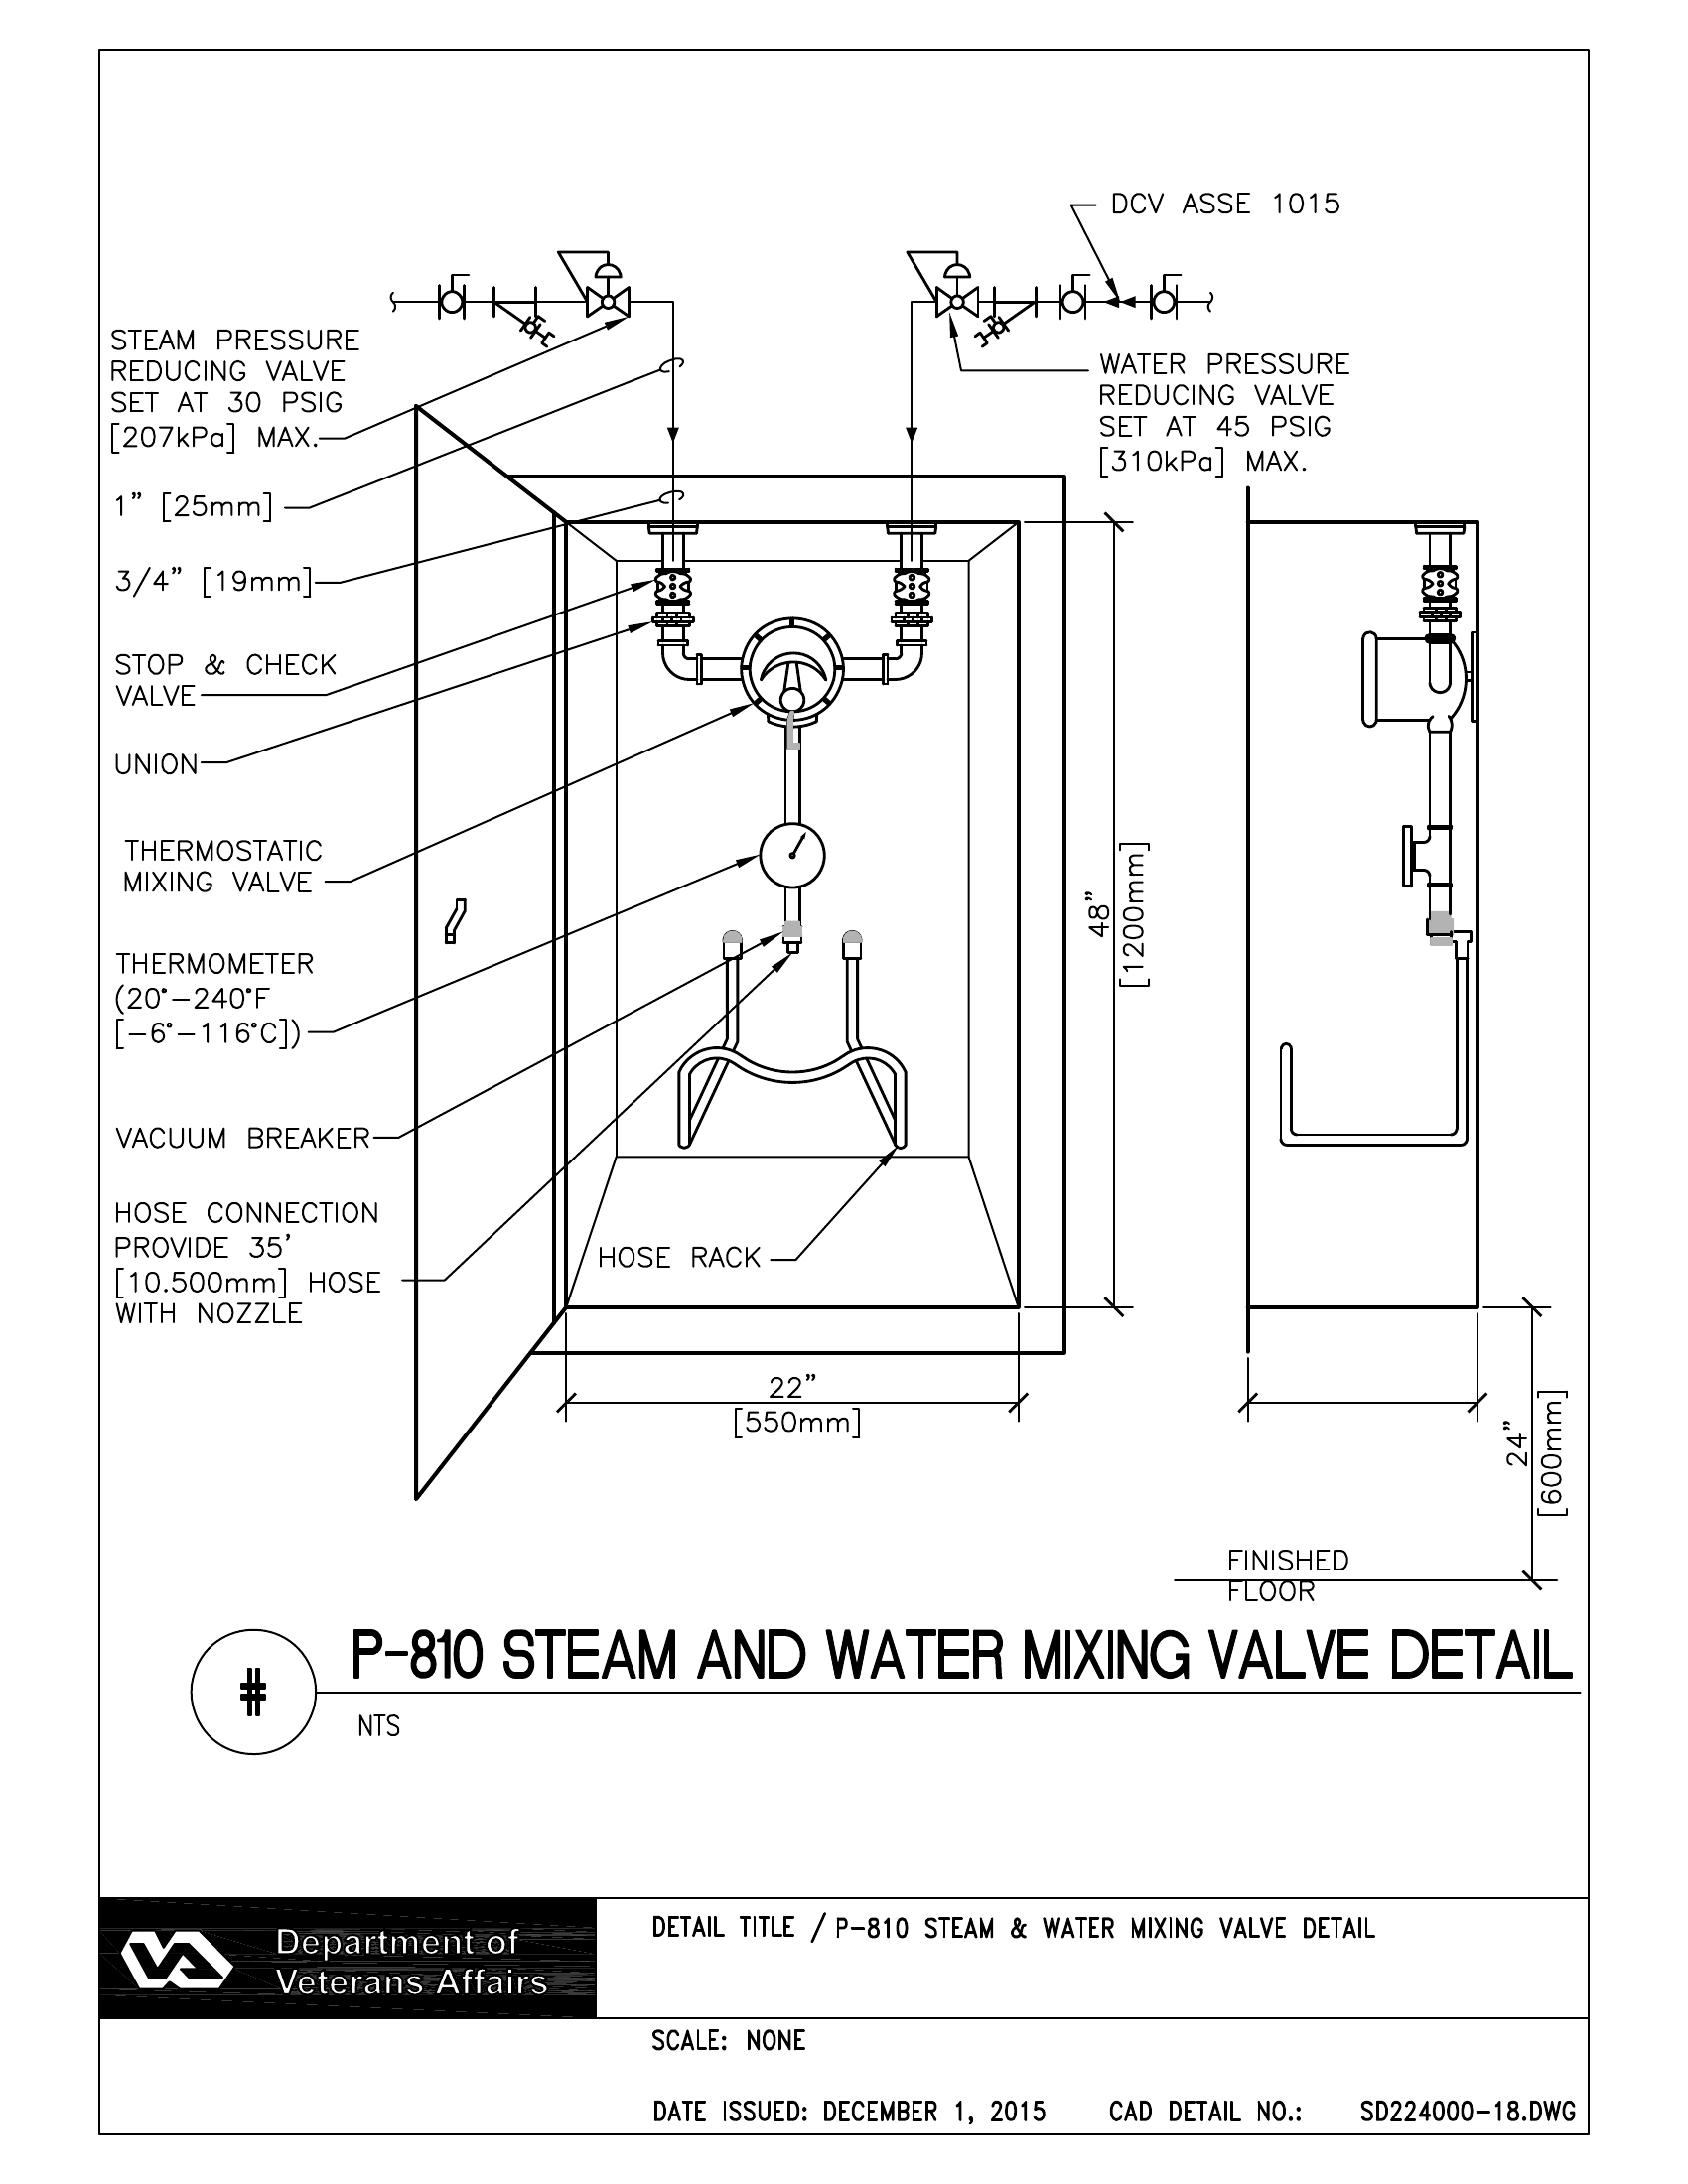 DCV ASSE 1015
STEAM PRESSURE
REDUCING VALVE
SET AT 30 PSIG
[207kPa] MAX.
WATER PRESSURE
REDUCING VALVE
SET AT 45 PSIG
[310kPa] MAX.
1” [25mm]
3/4” [19mm]
STOP & CHECK
VALVE
UNION
THERMOSTATIC
MIXING VALVE
48”
[1200mm]
THERMOMETER
(20°–240°F
[–6°–116°C])
VACUUM BREAKER
HOSE CONNECTION
PROVIDE 35’
[10.500mm] HOSE
WITH NOZZLE
HOSE RACK
22”
[550mm]
24”
[600mm]
FINISHED
FLOOR
P-810 STEAM AND WATER MIXING VALVE DETAIL
#
NTS
Department of
Veterans Affairs
DETAIL TITLE / P-810 STEAM & WATER MIXING VALVE DETAIL
SCALE: NONE
DATE ISSUED: DECEMBER 1, 2015 CAD DETAIL NO.: SD224000-18.DWG